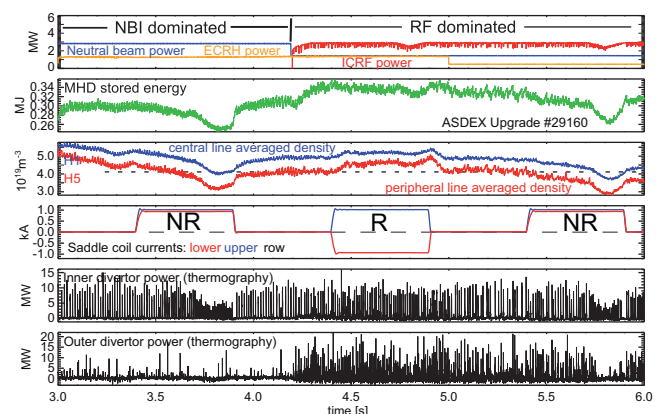 NBI dominated RF dominated
6
4
2
0
MW
Neutral beam power ECRH power
ICRF power
0.34
0.32
0.30
0.28
0.26
MJ
MHD stored energy
ASDEX Upgrade #29160
5.0
4.0
3.0
10^19 m^-3
central line averaged density
H5
peripheral line averaged density
1.0
0.5
0.0
-0.5
-1.0
kA
NR R NR
Saddle coil currents: lower upper row
15
10
5
0
MW
Inner divertor power (thermography)
20
15
10
5
0
MW
Outer divertor power (thermography)
3.0 3.5 4.0 4.5 5.0 5.5 6.0
time [s]